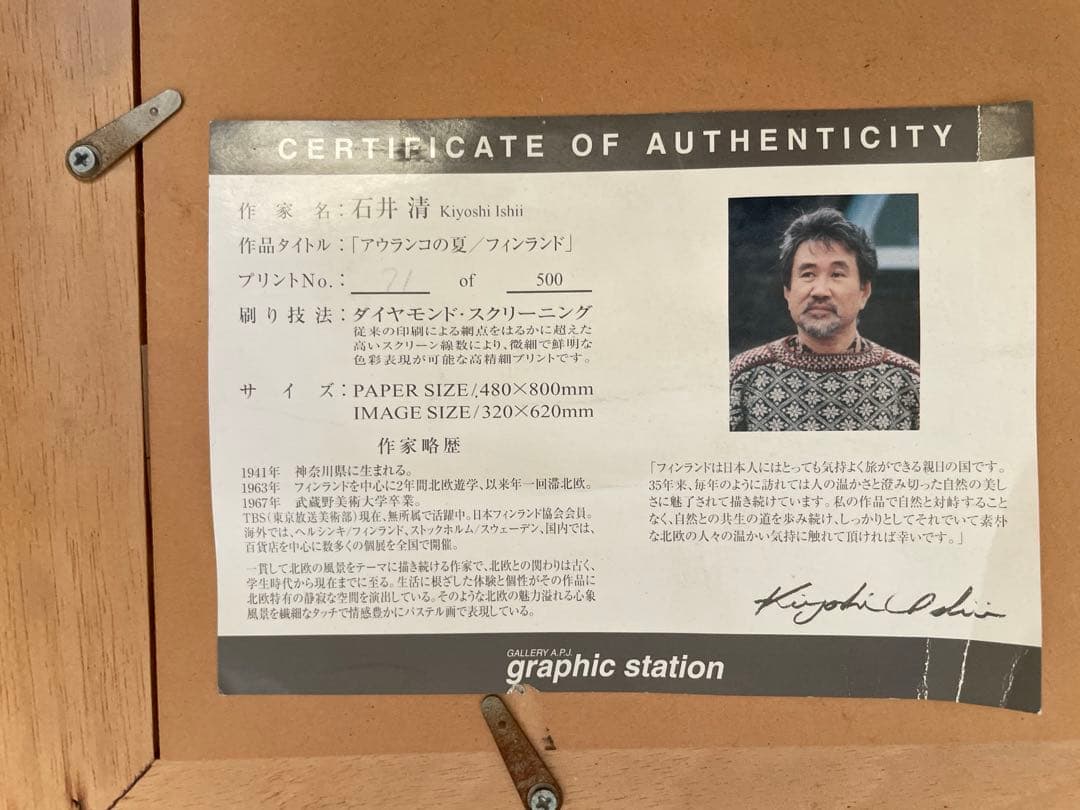 CERTIFICATE OF AUTHENTICITY
作家名：石井 清 Kiyoshi Ishii
作品タイトル：「アウランコの夏／フィンランド」
プリントNo.： 71 of 500
刷り技法：ダイヤモンド・スクリーニング
従来の印刷による網点をはるかに超えた
高いスクリーン線数により、微細で鮮明な
色彩表現が可能な高精細プリントです。
サイズ：PAPER SIZE/480×800mm
IMAGE SIZE/320×620mm
作家略歴
1941年 神奈川県に生まれる。
1963年 フィンランドを中心に2年間北欧遊学、以来年一回滞北欧。
1967年 武蔵野美術大学卒業。
TBS（東京放送美術部）現在、無所属で活躍中。日本フィンランド協会会員。
海外では、ヘルシンキ/フィンランド、ストックホルム/スウェーデン、国内では、
百貨店を中心に数多くの個展を全国で開催。
一貫して北欧の風景をテーマに描き続ける作家で、北欧との関わりは古く、
学生時代から現在までに至る。生活に根ざした体験と個性がその作品に
北欧特有の静寂な空間を演出している。そのような北欧の魅力溢れる心象
風景を繊細なタッチで情感豊かにパステル画で表現している。
「フィンランドは日本人にはとっても気持よく旅ができる親日の国です。
35年来、毎年のように訪れては人の温かさと澄み切った自然の美し
さに魅了されて描き続けています。私の作品で自然と対峙すること
なく、自然との共生の道を歩み続け、しっかりとしてそれでいて素朴
な北欧の人々の温かい気持に触れて頂ければ幸いです。」
Kiyoshi Ishii
GALLERY A.P.J.
graphic station